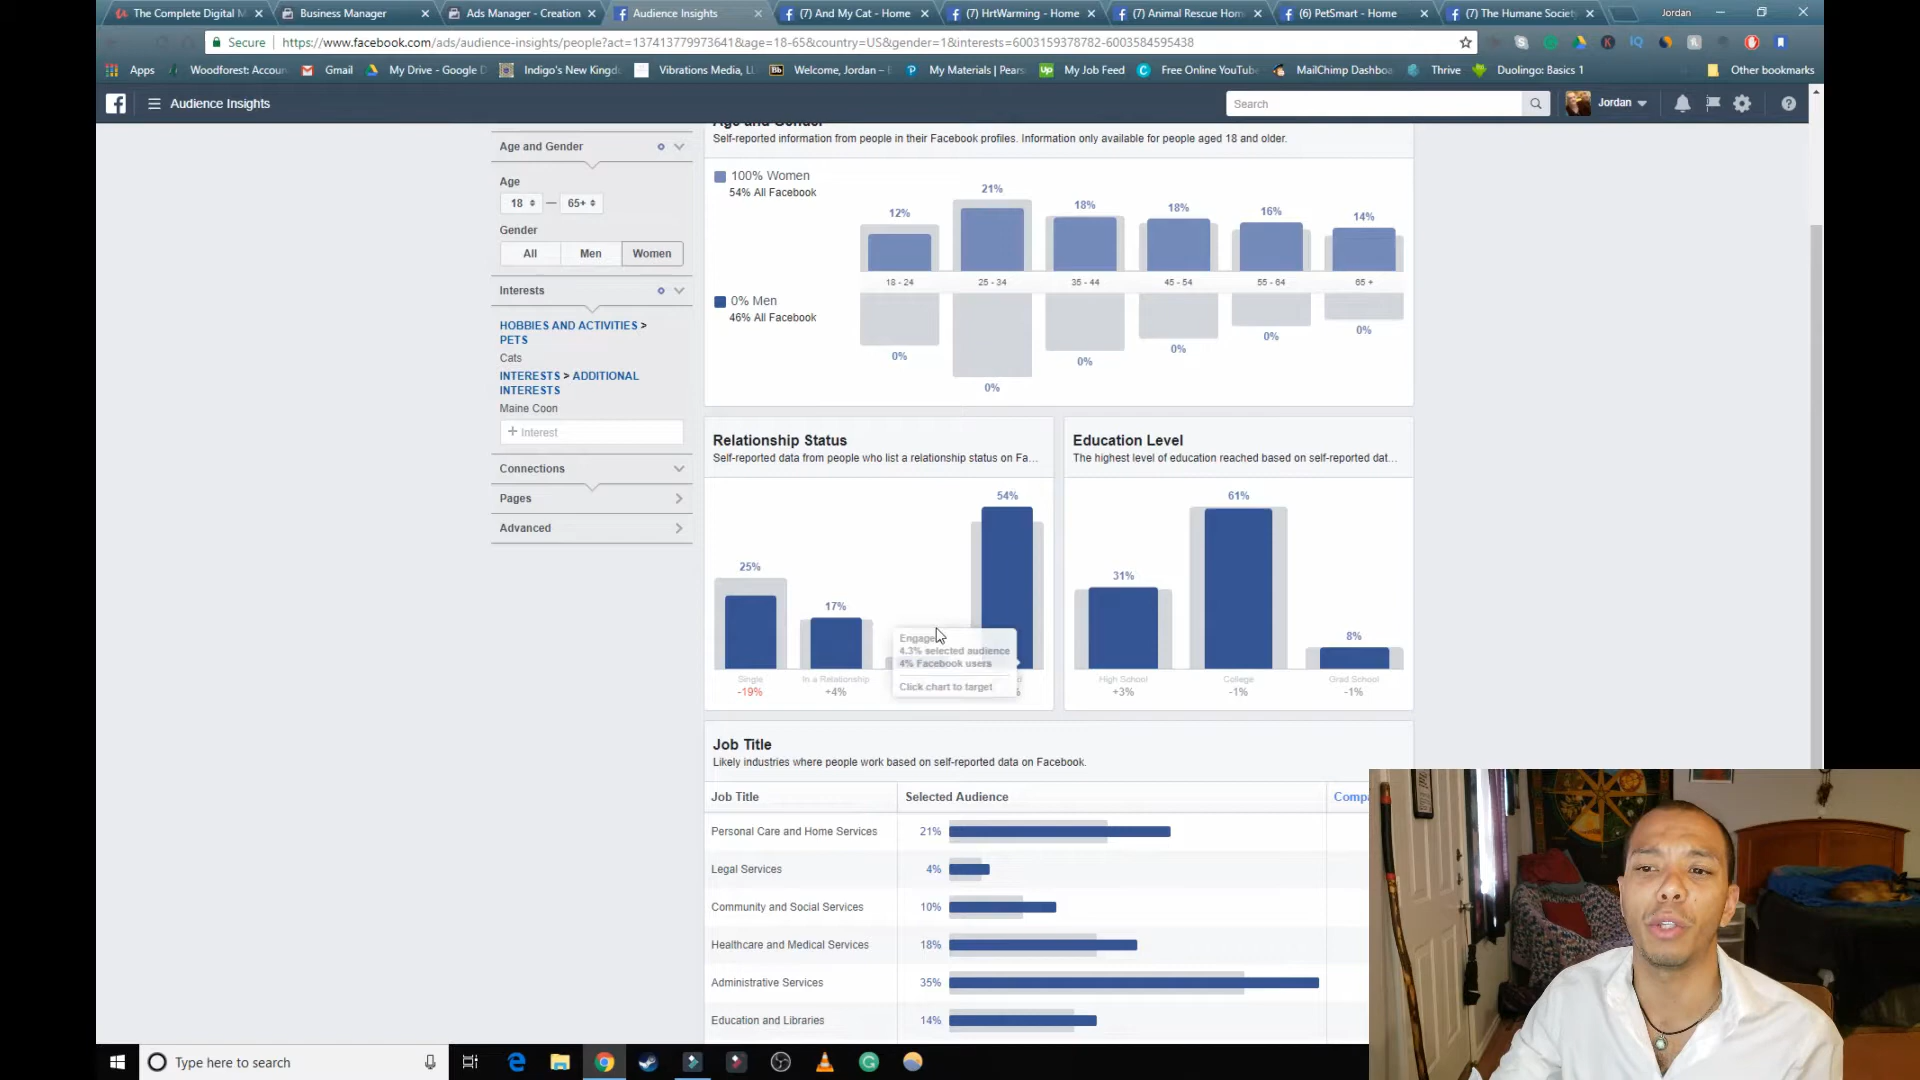 The Complete Digital M
Business Manager
Ads Manager - Creation
Audience Insights
(7) And My Cat - Home
(7) HrtWarming - Home
(7) Animal Rescue Hom
(6) PetSmart - Home
(7) The Humane Society
Jordan
Secure
https://www.facebook.com/ads/audience-insights/people?act=137413779973641&age=18-65&country=US&gender=1&interests=6003159378782-6003584595438
Apps
Woodforest: Accoun
Gmail
My Drive - Google D
Indigo's New Kingdo
Vibrations Media, LL
Bb
Welcome, Jordan –
My Materials | Pears
My Job Feed
Free Online YouTube
MailChimp Dashboa
Thrive
Duolingo: Basics 1
Other bookmarks
Audience Insights
Search
Jordan
Age and Gender
Self-reported information from people in their Facebook profiles. Information only available for people aged 18 and older.
Age and Gender
Age
18 — 65+
Gender
All Men Women
Interests
HOBBIES AND ACTIVITIES >
PETS
Cats
INTERESTS > ADDITIONAL
INTERESTS
Maine Coon
+ Interest
Connections
Pages
Advanced
100% Women
54% All Facebook
12% 21% 18% 18% 16% 14%
18 - 24 25 - 34 35 - 44 45 - 54 55 - 64 65 +
0% Men
46% All Facebook
0% 0% 0% 0% 0% 0%
Relationship Status
Self-reported data from people who list a relationship status on Fa...
25% 17% 54%
Single In a Relationship
-19% +4% %
Engage
4.3% selected audience
4% Facebook users
Click chart to target
Education Level
The highest level of education reached based on self-reported dat...
31% 61% 8%
High School College Grad School
+3% -1% -1%
Job Title
Likely industries where people work based on self-reported data on Facebook.
Job Title Selected Audience Compa
Personal Care and Home Services 21%
Legal Services 4%
Community and Social Services 10%
Healthcare and Medical Services 18%
Administrative Services 35%
Education and Libraries 14%
Type here to search